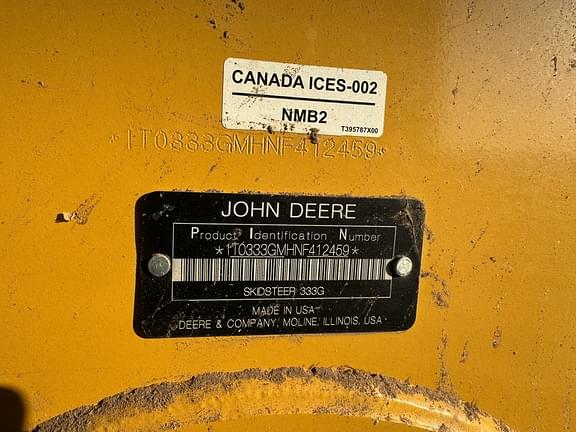 CANADA ICES-002
NMB2
T395787X00
*1T0333GMHNF412459*
JOHN DEERE
Product Identification Number
*1T0333GMHNF412459*
SKIDSTEER 333G
MADE IN USA
DEERE & COMPANY, MOLINE, ILLINOIS, USA